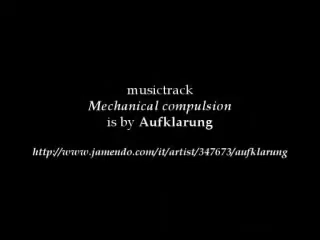 musictrack
Mechanical compulsion
is by Aufklarung
http://www.jamendo.com/it/artist/347673/aufklarung